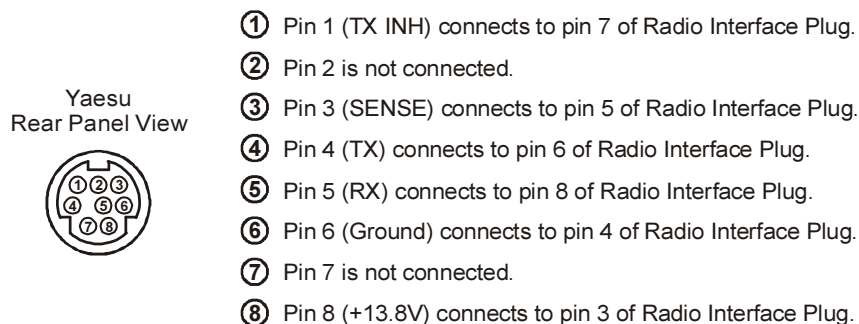 Yaesu
Rear Panel View
① ② ③
④ ⑤ ⑥
⑦ ⑧
① Pin 1 (TX INH) connects to pin 7 of Radio Interface Plug.
② Pin 2 is not connected.
③ Pin 3 (SENSE) connects to pin 5 of Radio Interface Plug.
④ Pin 4 (TX) connects to pin 6 of Radio Interface Plug.
⑤ Pin 5 (RX) connects to pin 8 of Radio Interface Plug.
⑥ Pin 6 (Ground) connects to pin 4 of Radio Interface Plug.
⑦ Pin 7 is not connected.
⑧ Pin 8 (+13.8V) connects to pin 3 of Radio Interface Plug.